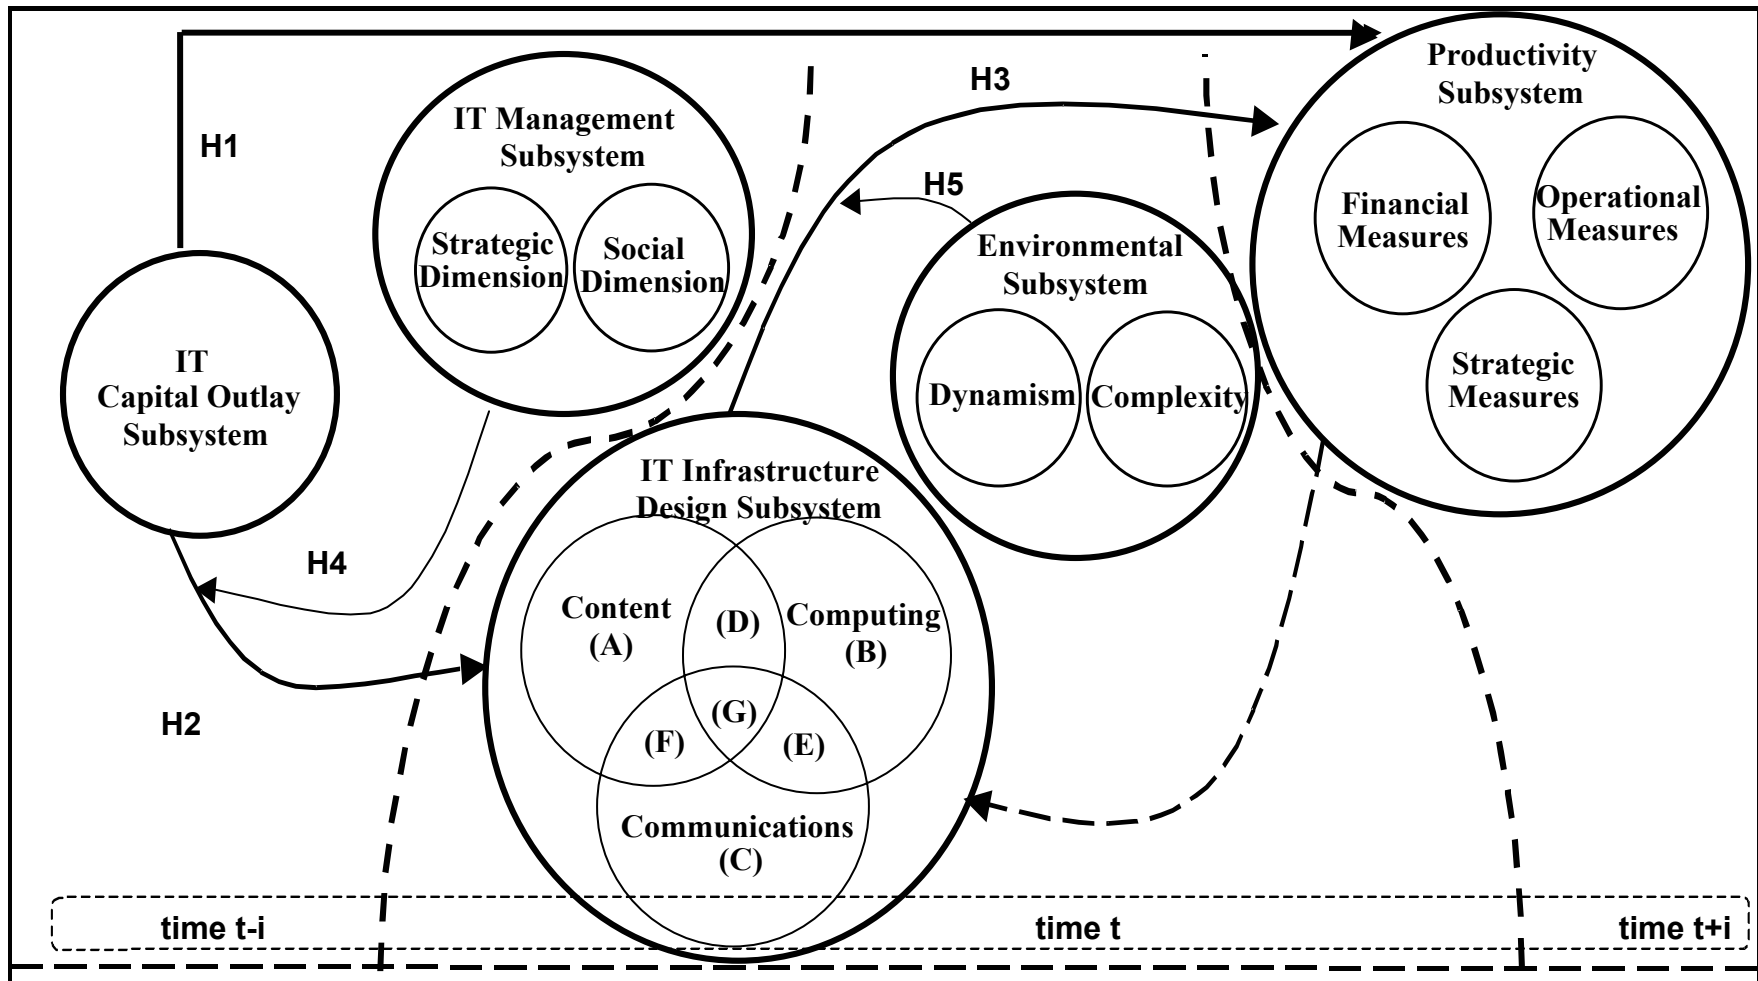 H1
IT Management
Subsystem
Strategic
Dimension
Social
Dimension
H3
H5
Productivity
Subsystem
Financial
Measures
Operational
Measures
Strategic
Measures
Environmental
Subsystem
Dynamism
Complexity
IT
Capital Outlay
Subsystem
H4
H2
IT Infrastructure
Design Subsystem
Content
(A)
(D)
Computing
(B)
(G)
(F)
(E)
Communications
(C)
time t-i
time t
time t+i